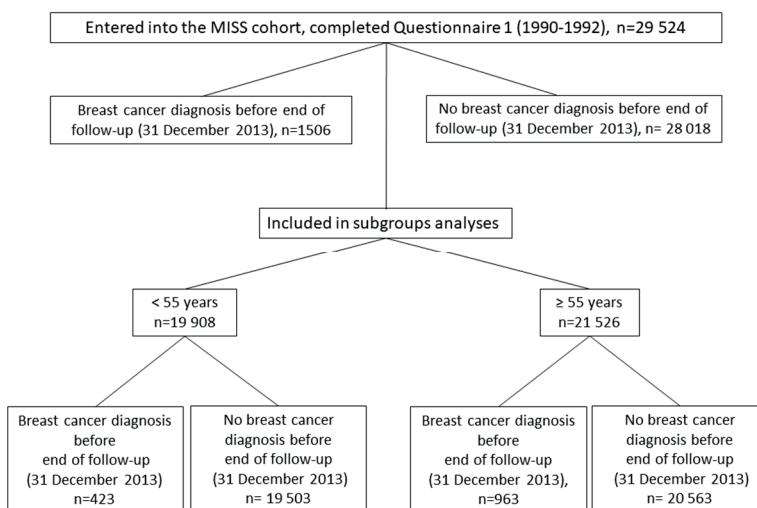 Entered into the MISS cohort, completed Questionnaire 1 (1990-1992), n=29 524
Breast cancer diagnosis before end of
follow-up (31 December 2013), n=1506
No breast cancer diagnosis before end of
follow-up (31 December 2013), n= 28 018
Included in subgroups analyses
< 55 years
n=19 908
≥ 55 years
n=21 526
Breast cancer diagnosis
before
end of follow-up
(31 December 2013)
n=423
No breast cancer
diagnosis before
end of follow-up
(31 December 2013)
n= 19 503
Breast cancer diagnosis
before
end of follow-up
(31 December 2013),
n=963
No breast cancer
diagnosis before
end of follow-up
(31 December 2013)
n= 20 563